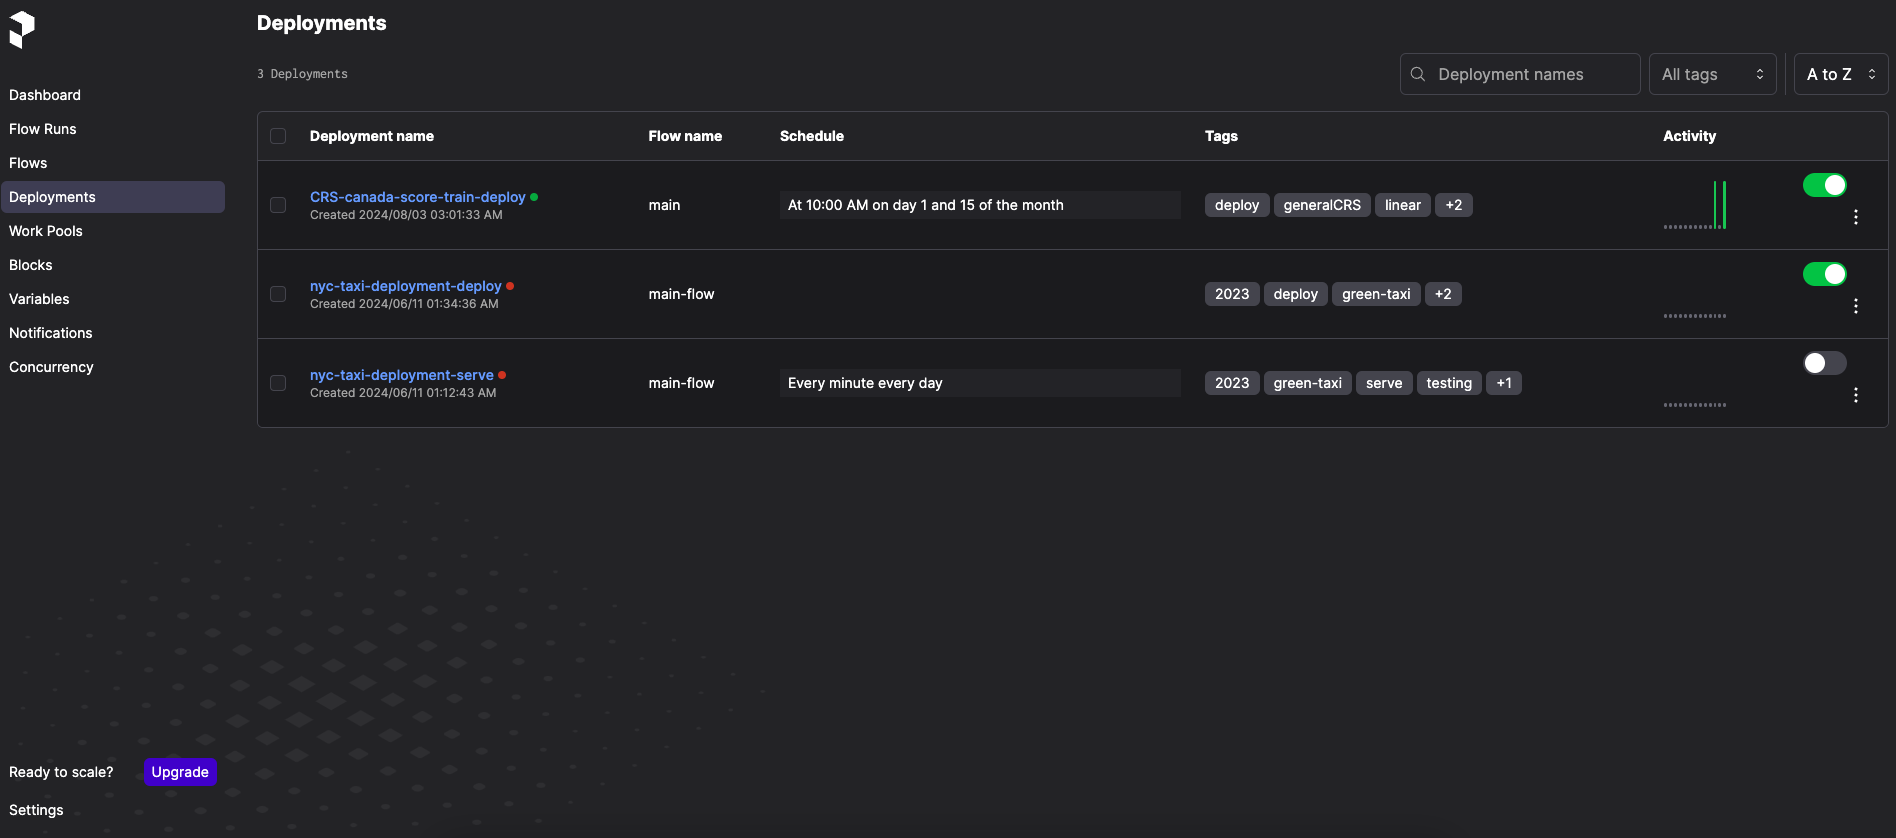 Deployments
3 Deployments
Deployment names
All tags
A to Z
Dashboard
Flow Runs
Flows
Deployments
Work Pools
Blocks
Variables
Notifications
Concurrency
Deployment name Flow name Schedule Tags Activity
CRS-canada-score-train-deploy
Created 2024/08/03 03:01:33 AM
main
At 10:00 AM on day 1 and 15 of the month
deploy generalCRS linear +2
nyc-taxi-deployment-deploy
Created 2024/06/11 01:34:36 AM
main-flow
2023 deploy green-taxi +2
nyc-taxi-deployment-serve
Created 2024/06/11 01:12:43 AM
main-flow
Every minute every day
2023 green-taxi serve testing +1
Ready to scale? Upgrade
Settings